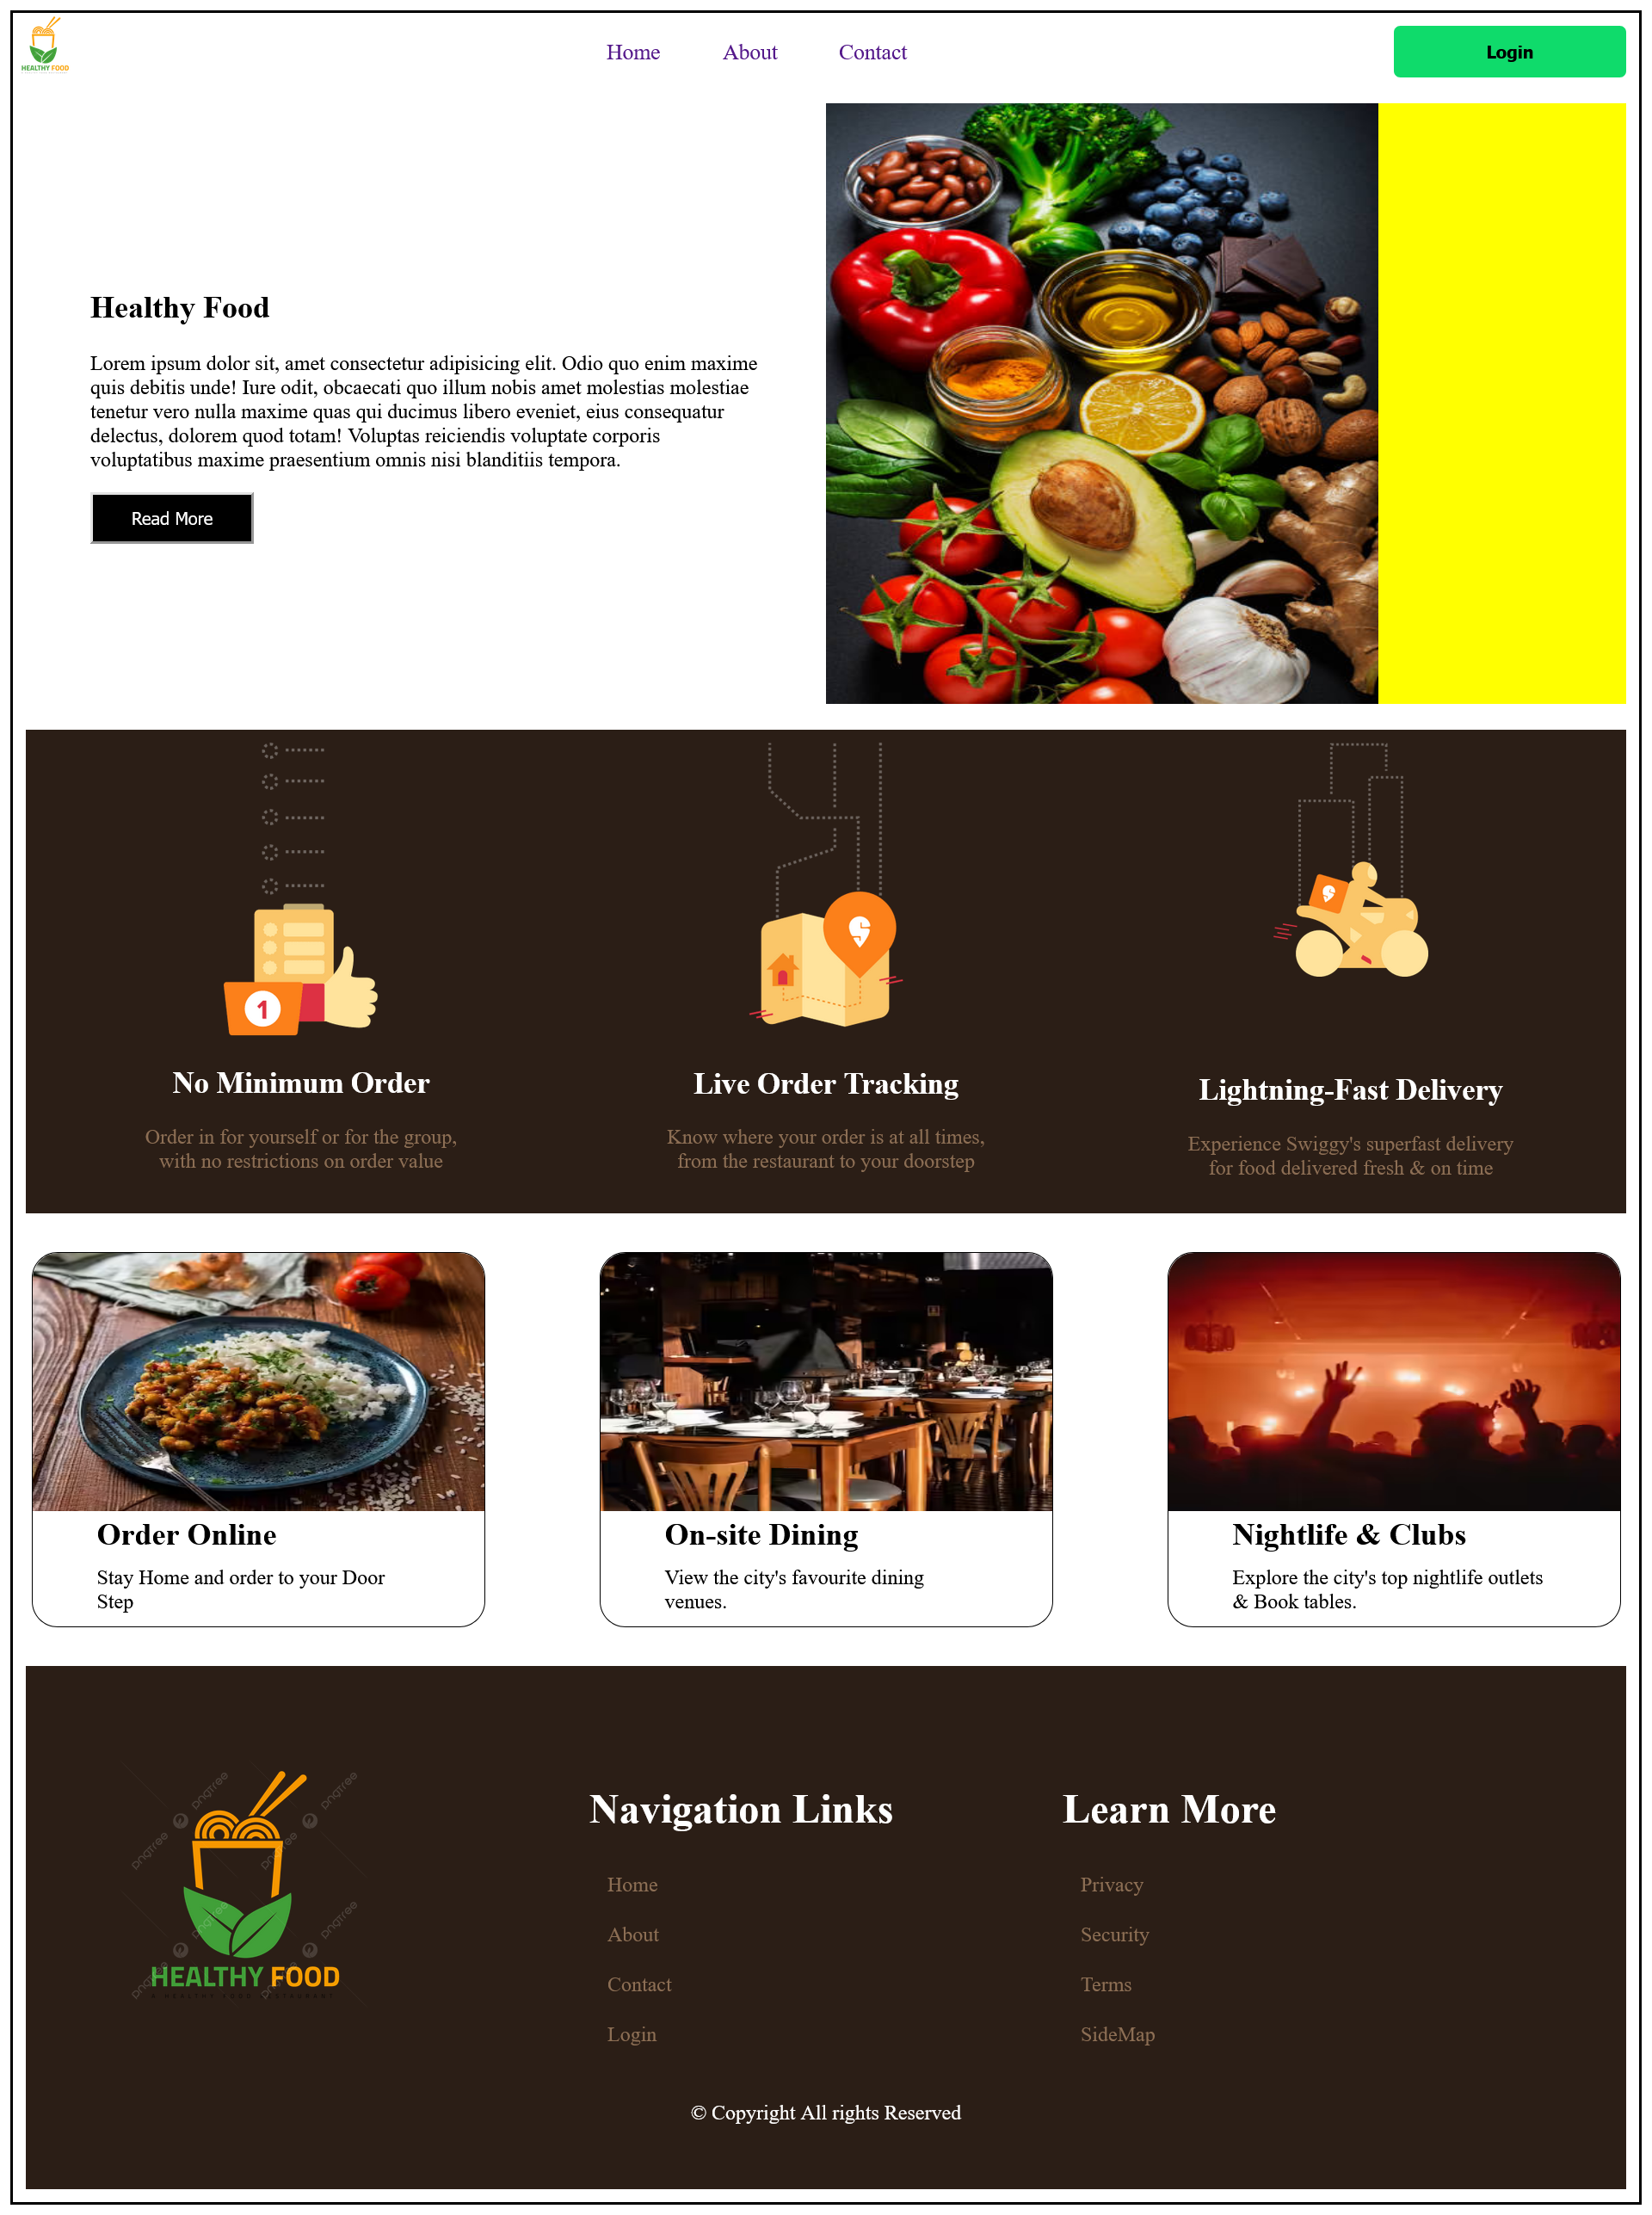 HEALTHY FOOD
Home About Contact
Login
Healthy Food
Lorem ipsum dolor sit, amet consectetur adipisicing elit. Odio quo enim maxime
quis debitis unde! Iure odit, obcaecati quo illum nobis amet molestias molestiae
tenetur vero nulla maxime quas qui ducimus libero eveniet, eius consequatur
delectus, dolorem quod totam! Voluptas reiciendis voluptate corporis
voluptatibus maxime praesentium omnis nisi blanditiis tempora.
Read More
1
No Minimum Order
Order in for yourself or for the group,
with no restrictions on order value
Live Order Tracking
Know where your order is at all times,
from the restaurant to your doorstep
Lightning-Fast Delivery
Experience Swiggy's superfast delivery
for food delivered fresh & on time
Order Online
Stay Home and order to your Door
Step
On-site Dining
View the city's favourite dining
venues.
Nightlife & Clubs
Explore the city's top nightlife outlets
& Book tables.
pngtree
pngtree
pngtree
pngtree
pngtree
pngtree
pngtree
pngtree
HEALTHY FOOD
Navigation Links
Home
About
Contact
Login
Learn More
Privacy
Security
Terms
SideMap
© Copyright All rights Reserved